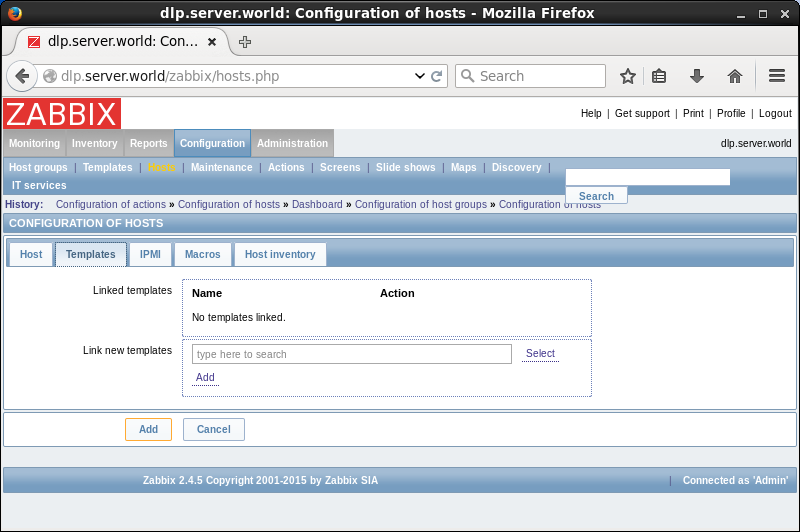 dlp.server.world: Configuration of hosts - Mozilla Firefox
dlp.server.world: Con...
dlp.server.world/zabbix/hosts.php
Search
ZABBIX
Help | Get support | Print | Profile | Logout
Monitoring Inventory Reports Configuration Administration
dlp.server.world
Host groups | Templates | Hosts | Maintenance | Actions | Screens | Slide shows | Maps | Discovery |
IT services
Search
History: Configuration of actions » Configuration of hosts » Dashboard » Configuration of host groups » Configuration of hosts
CONFIGURATION OF HOSTS
Host Templates IPMI Macros Host inventory
Linked templates
Name Action
No templates linked.
Link new templates
type here to search
Select
Add
Add Cancel
Zabbix 2.4.5 Copyright 2001-2015 by Zabbix SIA
| Connected as 'Admin'